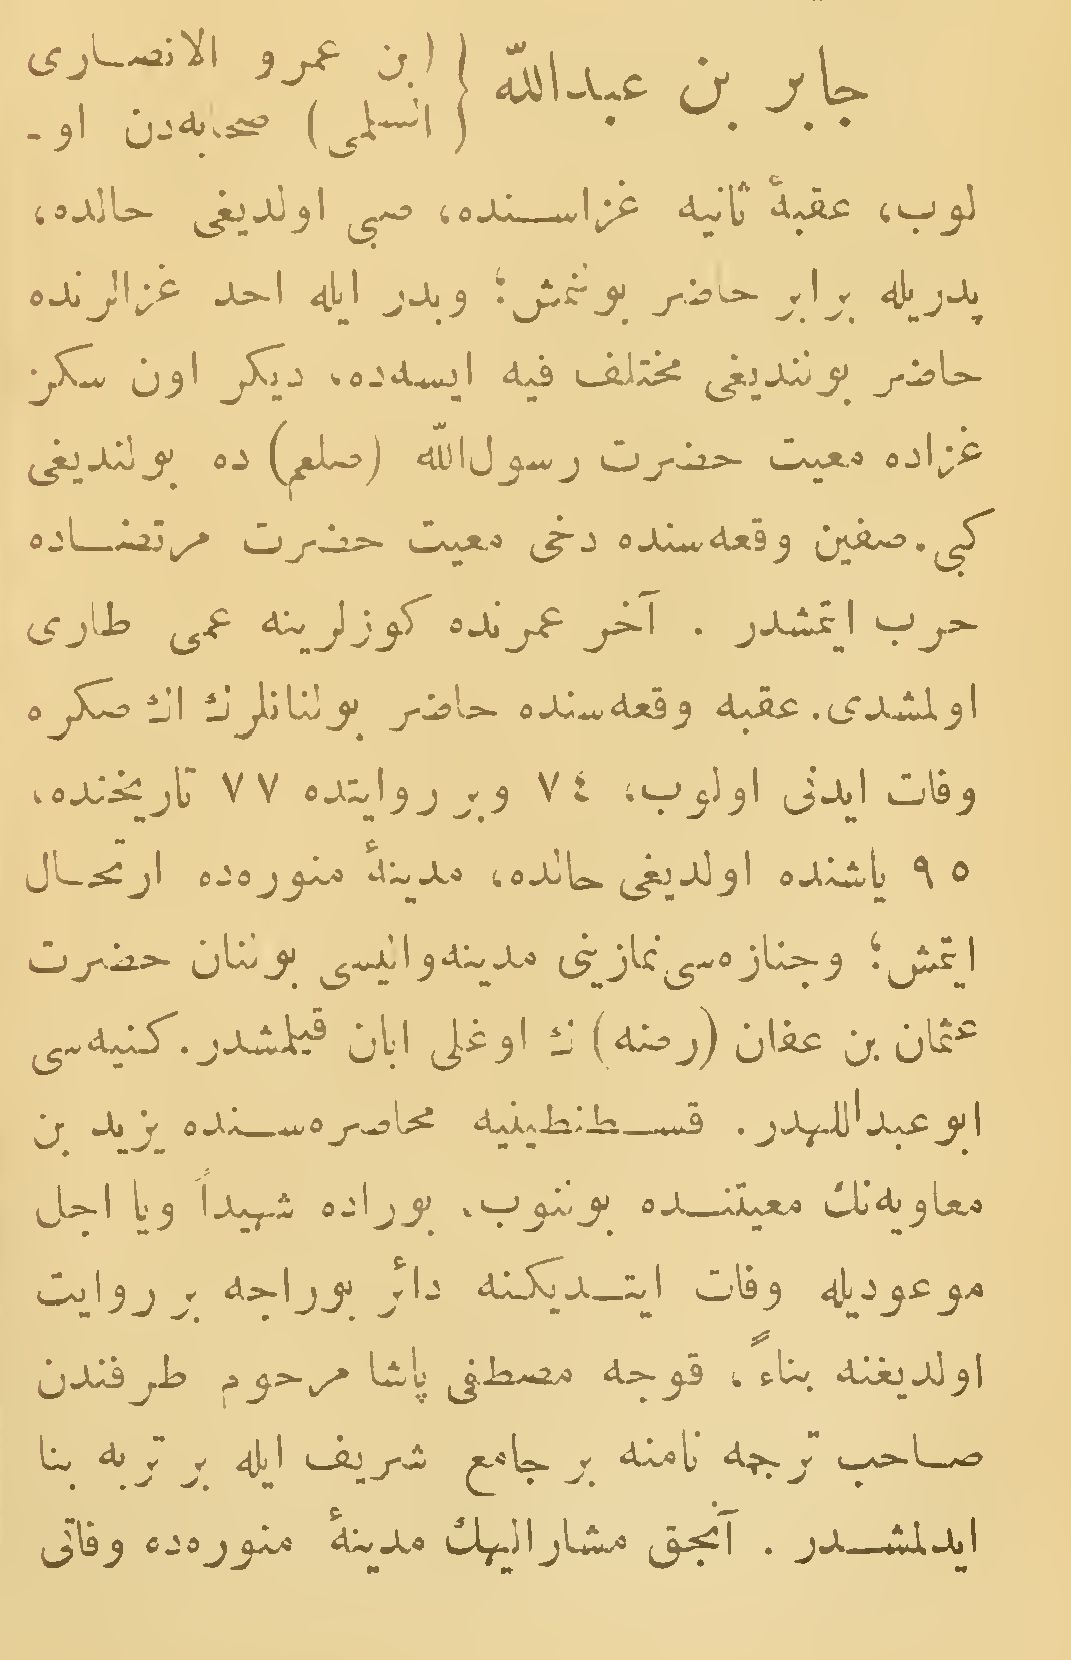 جابر بن عبدالله { (ابن عمرو الانصاری
السلمی) صحابه‌دن او-
لوب، عقبهٔ ثانیه غزاسنده، صبی اولدیغی حالده،
پدریله برابر حاضر بولنمش؛ وبدر ایله احد غزالرنده
حاضر بولندیغی مختلف فیه ایسه‌ده، دیکر اون سکز
غزاده معیت حضرت رسول‌الله (صلعم) ده بولندیغی
کبی. صفین وقعه‌سنده دخی معیت حضرت مرتضاده
حرب ایتمشدر . آخر عمرنده کوزلرینه عمی طاری
اولمشدی. عقبه وقعه‌سنده حاضر بولنانلرڭ اڭ صکره
وفات ایدنی اولوب، ٧٤ وبر روایتده ٧٧ تاریخنده،
٩٥ یاشنده اولدیغی حالده، مدینهٔ منوره‌ده ارتحال
ایتمش؛ وجنازه‌سی نمازینی مدینه‌والیسی بولنان حضرت
عثمان بن عفان (رضه) ڭ اوغلی ابان قیلمشدر. کنیه‌سی
ابوعبداللهدر. قسطنطینیه محاصره‌سنده یزید بن
معاویه‌نڭ معیتنده بولنوب، بوراده شهیداً ویا اجل
موعودیله وفات ایتدیکنه دائر بوراجه بر روایت
اولدیغنه بناءً، قوجه مصطفی پاشا مرحوم طرفندن
صاحب ترجمه نامنه بر جامع شریف ایله بر تربه بنا
ایدلمشدر . آنجق مشارالیهڭ مدینهٔ منوره‌ده وفاتی